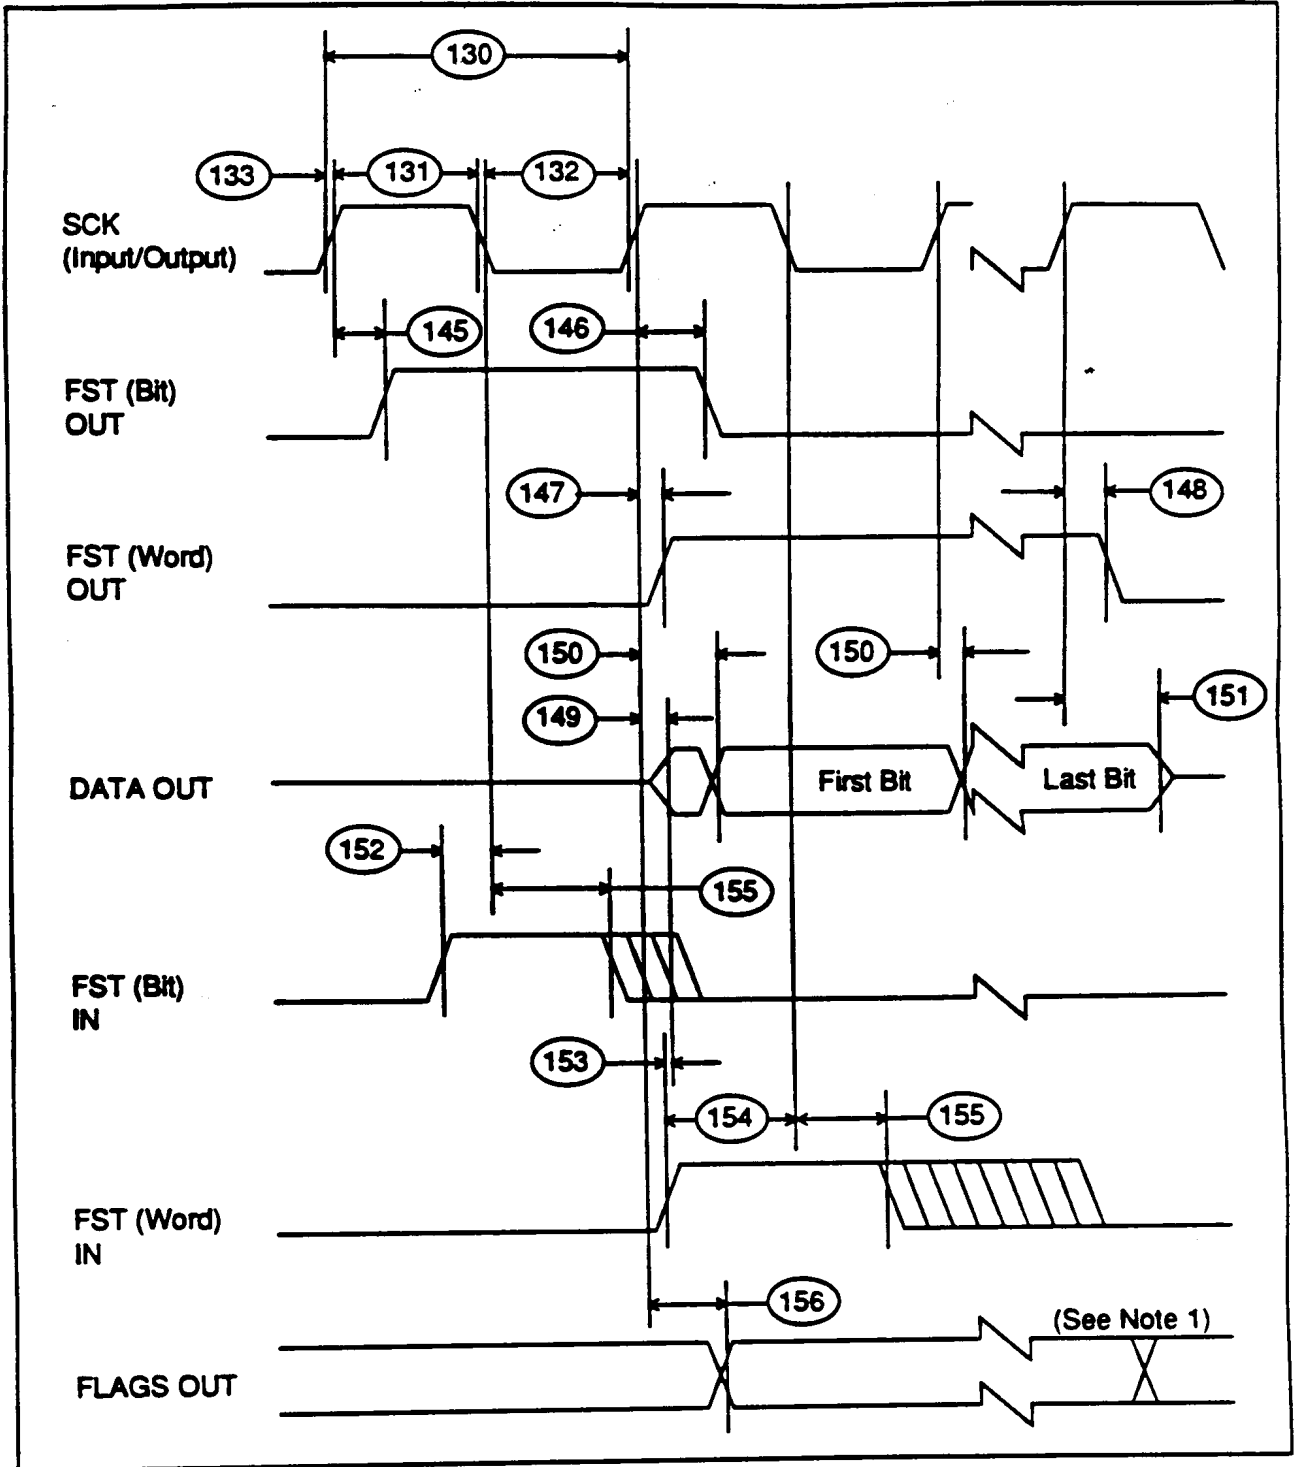 130
133
131
132
SCK
(Input/Output)
145
146
FST (Bit)
OUT
147
148
FST (Word)
OUT
150
150
149
151
DATA OUT
First Bit
Last Bit
152
155
FST (Bit)
IN
153
154
155
FST (Word)
IN
156
(See Note 1)
FLAGS OUT